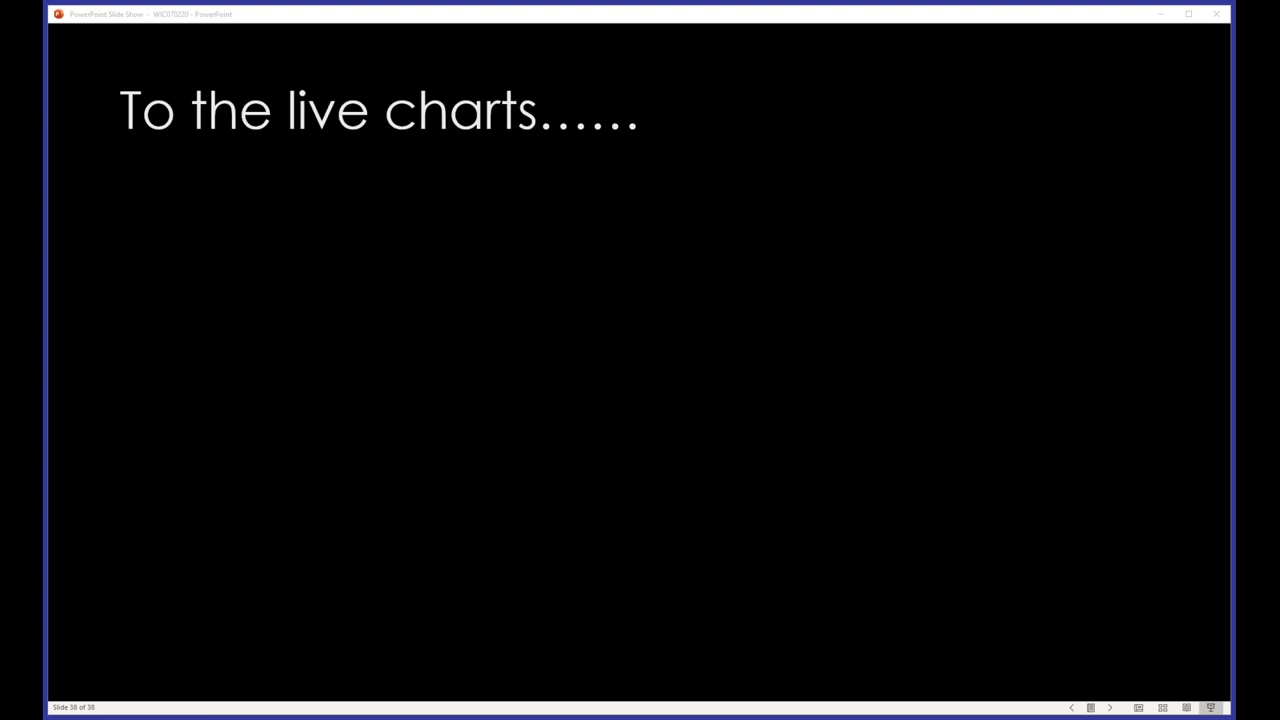 PowerPoint Slide Show - WIC070220 - PowerPoint
To the live charts......
Slide 38 of 38